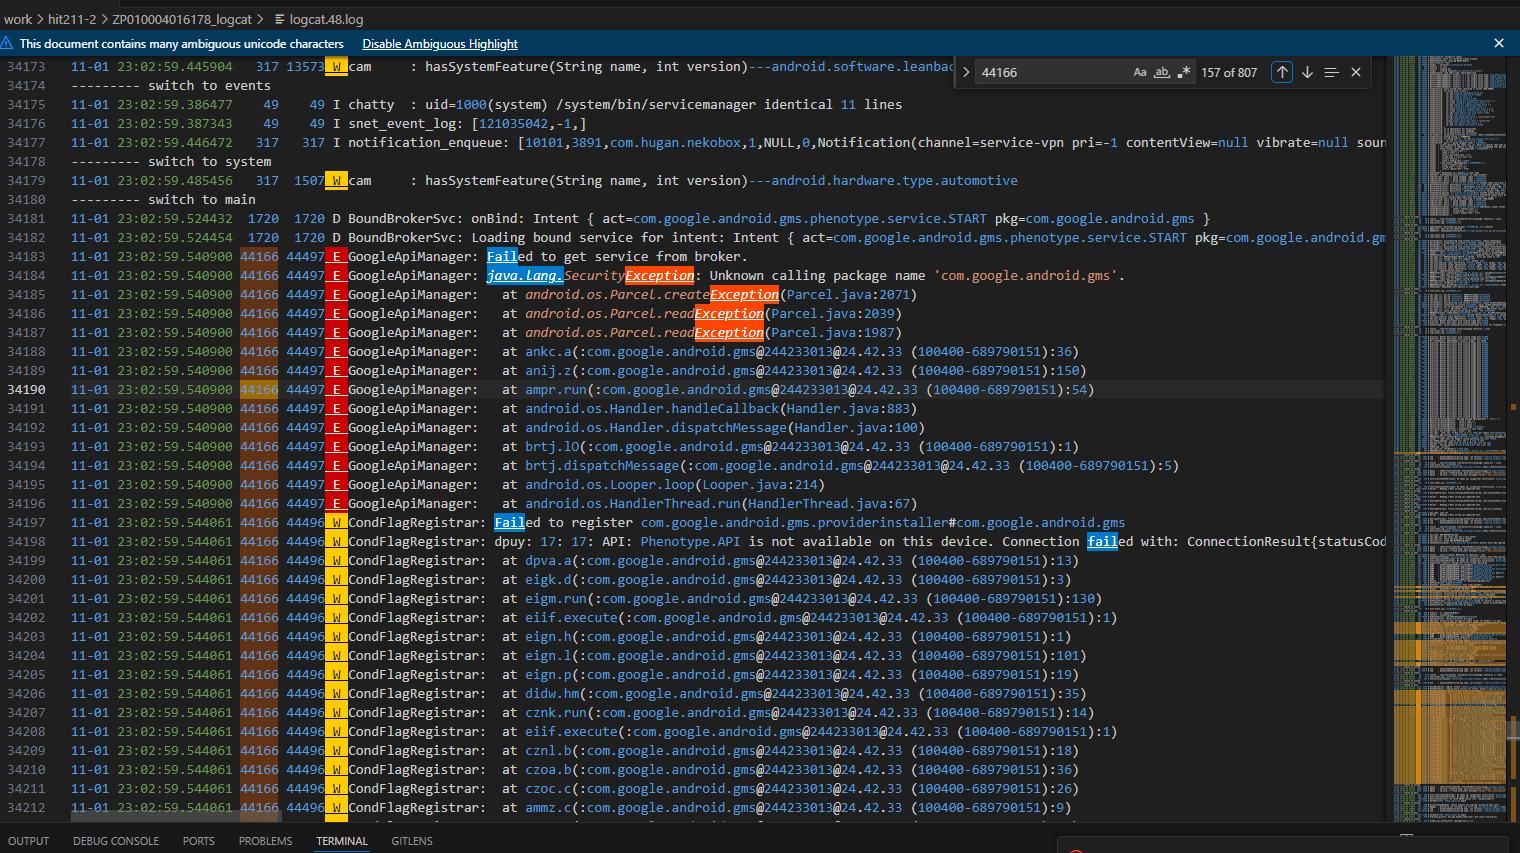 work > hit211-2 > ZP010004016178_logcat > logcat.48.log
This document contains many ambiguous unicode characters Disable Ambiguous Highlight
44166 Aa ab 157 of 807
34173 11-01 23:02:59.445904 317 13573 W cam : hasSystemFeature(String name, int version)---android.software.leanbac
34174 --------- switch to events
34175 11-01 23:02:59.386477 49 49 I chatty : uid=1000(system) /system/bin/servicemanager identical 11 lines
34176 11-01 23:02:59.387343 49 49 I snet_event_log: [121035042,-1,]
34177 11-01 23:02:59.446472 317 317 I notification_enqueue: [10101,3891,com.hugan.nekobox,1,NULL,0,Notification(channel=service-vpn pri=-1 contentView=null vibrate=null soun
34178 --------- switch to system
34179 11-01 23:02:59.485456 317 1507 W cam : hasSystemFeature(String name, int version)---android.hardware.type.automotive
34180 --------- switch to main
34181 11-01 23:02:59.524432 1720 1720 D BoundBrokerSvc: onBind: Intent { act=com.google.android.gms.phenotype.service.START pkg=com.google.android.gms }
34182 11-01 23:02:59.524454 1720 1720 D BoundBrokerSvc: Loading bound service for intent: Intent { act=com.google.android.gms.phenotype.service.START pkg=com.google.android.gm
34183 11-01 23:02:59.540900 44166 44497 E GoogleApiManager: Failed to get service from broker.
34184 11-01 23:02:59.540900 44166 44497 E GoogleApiManager: java.lang.SecurityException: Unknown calling package name 'com.google.android.gms'.
34185 11-01 23:02:59.540900 44166 44497 E GoogleApiManager: at android.os.Parcel.createException(Parcel.java:2071)
34186 11-01 23:02:59.540900 44166 44497 E GoogleApiManager: at android.os.Parcel.readException(Parcel.java:2039)
34187 11-01 23:02:59.540900 44166 44497 E GoogleApiManager: at android.os.Parcel.readException(Parcel.java:1987)
34188 11-01 23:02:59.540900 44166 44497 E GoogleApiManager: at ankc.a(:com.google.android.gms@244233013@24.42.33 (100400-689790151):36)
34189 11-01 23:02:59.540900 44166 44497 E GoogleApiManager: at anij.z(:com.google.android.gms@244233013@24.42.33 (100400-689790151):150)
34190 11-01 23:02:59.540900 44166 44497 E GoogleApiManager: at ampr.run(:com.google.android.gms@244233013@24.42.33 (100400-689790151):54)
34191 11-01 23:02:59.540900 44166 44497 E GoogleApiManager: at android.os.Handler.handleCallback(Handler.java:883)
34192 11-01 23:02:59.540900 44166 44497 E GoogleApiManager: at android.os.Handler.dispatchMessage(Handler.java:100)
34193 11-01 23:02:59.540900 44166 44497 E GoogleApiManager: at brtj.lO(:com.google.android.gms@244233013@24.42.33 (100400-689790151):1)
34194 11-01 23:02:59.540900 44166 44497 E GoogleApiManager: at brtj.dispatchMessage(:com.google.android.gms@244233013@24.42.33 (100400-689790151):5)
34195 11-01 23:02:59.540900 44166 44497 E GoogleApiManager: at android.os.Looper.loop(Looper.java:214)
34196 11-01 23:02:59.540900 44166 44497 E GoogleApiManager: at android.os.HandlerThread.run(HandlerThread.java:67)
34197 11-01 23:02:59.544061 44166 44496 W CondFlagRegistrar: Failed to register com.google.android.gms.providerinstaller#com.google.android.gms
34198 11-01 23:02:59.544061 44166 44496 W CondFlagRegistrar: dpuy: 17: 17: API: Phenotype.API is not available on this device. Connection failed with: ConnectionResult{statusCod
34199 11-01 23:02:59.544061 44166 44496 W CondFlagRegistrar: at dpva.a(:com.google.android.gms@244233013@24.42.33 (100400-689790151):13)
34200 11-01 23:02:59.544061 44166 44496 W CondFlagRegistrar: at eigk.d(:com.google.android.gms@244233013@24.42.33 (100400-689790151):3)
34201 11-01 23:02:59.544061 44166 44496 W CondFlagRegistrar: at eigm.run(:com.google.android.gms@244233013@24.42.33 (100400-689790151):130)
34202 11-01 23:02:59.544061 44166 44496 W CondFlagRegistrar: at eiif.execute(:com.google.android.gms@244233013@24.42.33 (100400-689790151):1)
34203 11-01 23:02:59.544061 44166 44496 W CondFlagRegistrar: at eign.h(:com.google.android.gms@244233013@24.42.33 (100400-689790151):1)
34204 11-01 23:02:59.544061 44166 44496 W CondFlagRegistrar: at eign.l(:com.google.android.gms@244233013@24.42.33 (100400-689790151):101)
34205 11-01 23:02:59.544061 44166 44496 W CondFlagRegistrar: at eign.p(:com.google.android.gms@244233013@24.42.33 (100400-689790151):19)
34206 11-01 23:02:59.544061 44166 44496 W CondFlagRegistrar: at didw.hm(:com.google.android.gms@244233013@24.42.33 (100400-689790151):35)
34207 11-01 23:02:59.544061 44166 44496 W CondFlagRegistrar: at cznk.run(:com.google.android.gms@244233013@24.42.33 (100400-689790151):14)
34208 11-01 23:02:59.544061 44166 44496 W CondFlagRegistrar: at eiif.execute(:com.google.android.gms@244233013@24.42.33 (100400-689790151):1)
34209 11-01 23:02:59.544061 44166 44496 W CondFlagRegistrar: at cznl.b(:com.google.android.gms@244233013@24.42.33 (100400-689790151):18)
34210 11-01 23:02:59.544061 44166 44496 W CondFlagRegistrar: at czoa.b(:com.google.android.gms@244233013@24.42.33 (100400-689790151):36)
34211 11-01 23:02:59.544061 44166 44496 W CondFlagRegistrar: at czoc.c(:com.google.android.gms@244233013@24.42.33 (100400-689790151):26)
34212 11-01 23:02:59.544061 44166 44496 W CondFlagRegistrar: at ammz.c(:com.google.android.gms@244233013@24.42.33 (100400-689790151):9)
OUTPUT DEBUG CONSOLE PORTS PROBLEMS TERMINAL GITLENS